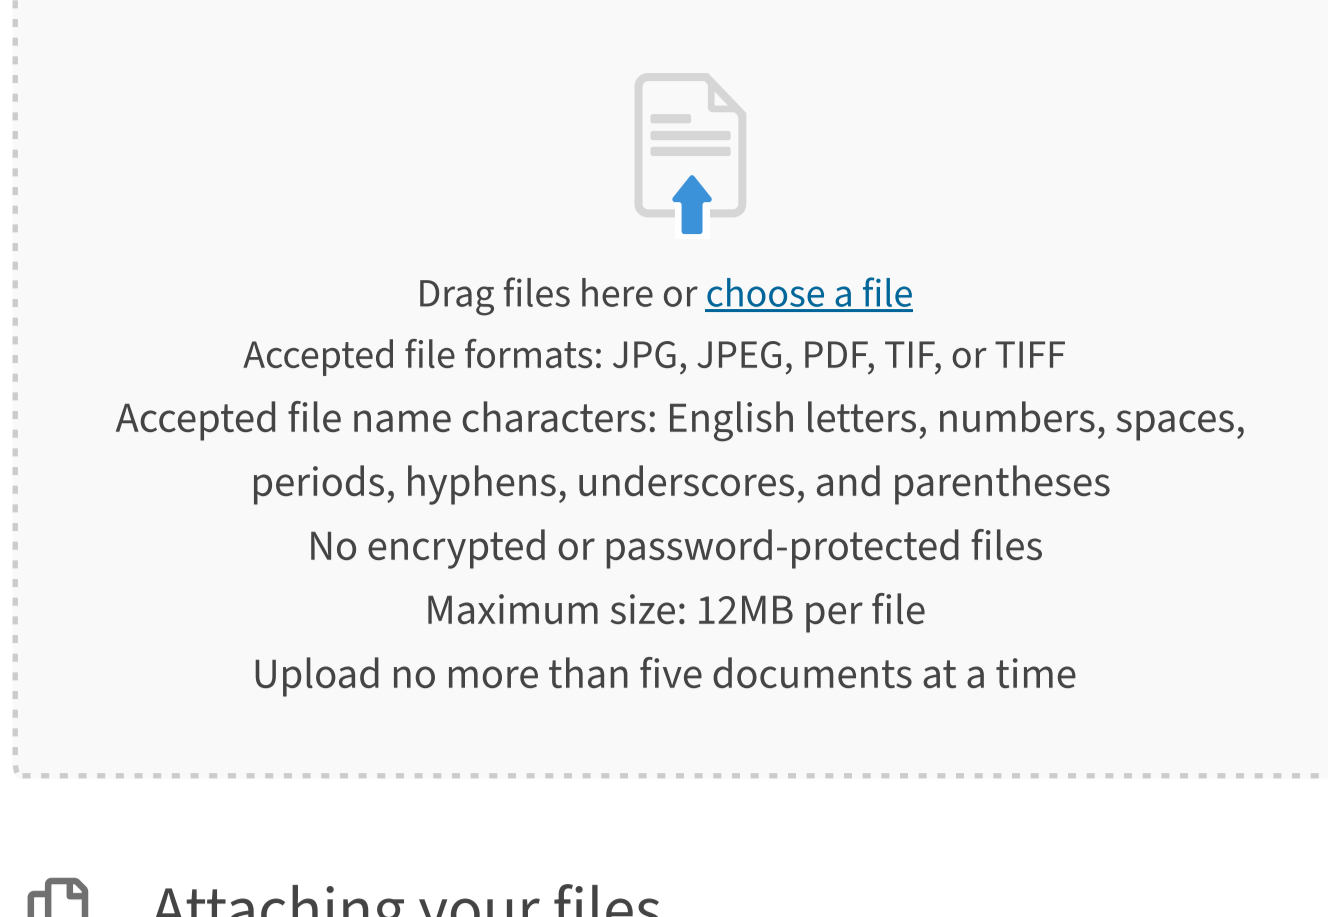 Drag files here or choose a file
Accepted file formats: JPG, JPEG, PDF, TIF, or TIFF
Accepted file name characters: English letters, numbers, spaces,
periods, hyphens, underscores, and parentheses
No encrypted or password-protected files
Maximum size: 12MB per file
Upload no more than five documents at a time
Attaching your files